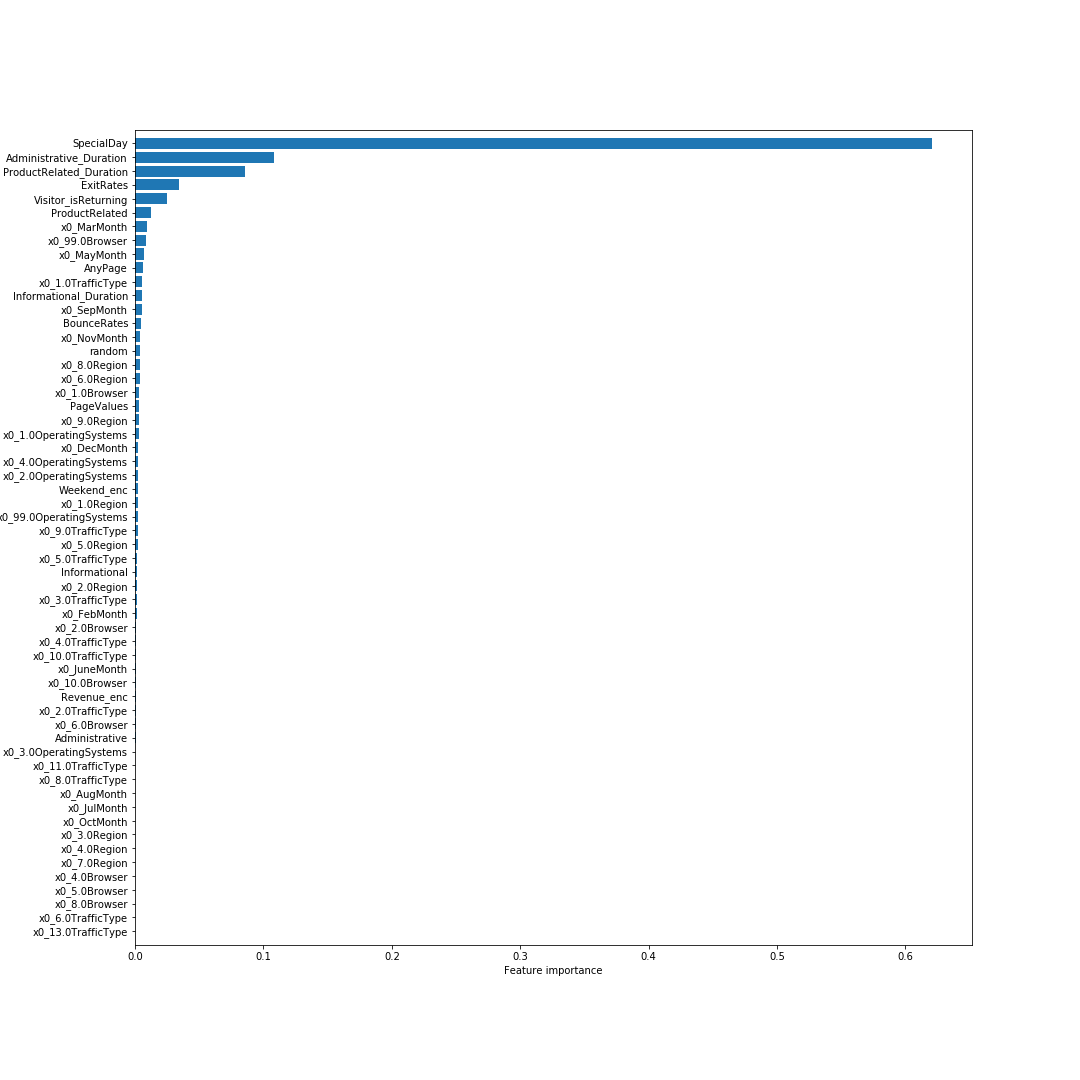 SpecialDay
Administrative_Duration
ProductRelated_Duration
ExitRates
Visitor_isReturning
ProductRelated
x0_MarMonth
x0_99.0Browser
x0_MayMonth
AnyPage
x0_1.0TrafficType
Informational_Duration
x0_SepMonth
BounceRates
x0_NovMonth
random
x0_8.0Region
x0_6.0Region
x0_1.0Browser
PageValues
x0_9.0Region
x0_1.0OperatingSystems
x0_DecMonth
x0_4.0OperatingSystems
x0_2.0OperatingSystems
Weekend_enc
x0_1.0Region
x0_99.0OperatingSystems
x0_9.0TrafficType
x0_5.0Region
x0_5.0TrafficType
Informational
x0_2.0Region
x0_3.0TrafficType
x0_FebMonth
x0_2.0Browser
x0_4.0TrafficType
x0_10.0TrafficType
x0_JuneMonth
x0_10.0Browser
Revenue_enc
x0_2.0TrafficType
x0_6.0Browser
Administrative
x0_3.0OperatingSystems
x0_11.0TrafficType
x0_8.0TrafficType
x0_AugMonth
x0_JulMonth
x0_OctMonth
x0_3.0Region
x0_4.0Region
x0_7.0Region
x0_4.0Browser
x0_5.0Browser
x0_8.0Browser
x0_6.0TrafficType
x0_13.0TrafficType
0.0 0.1 0.2 0.3 0.4 0.5 0.6
Feature importance